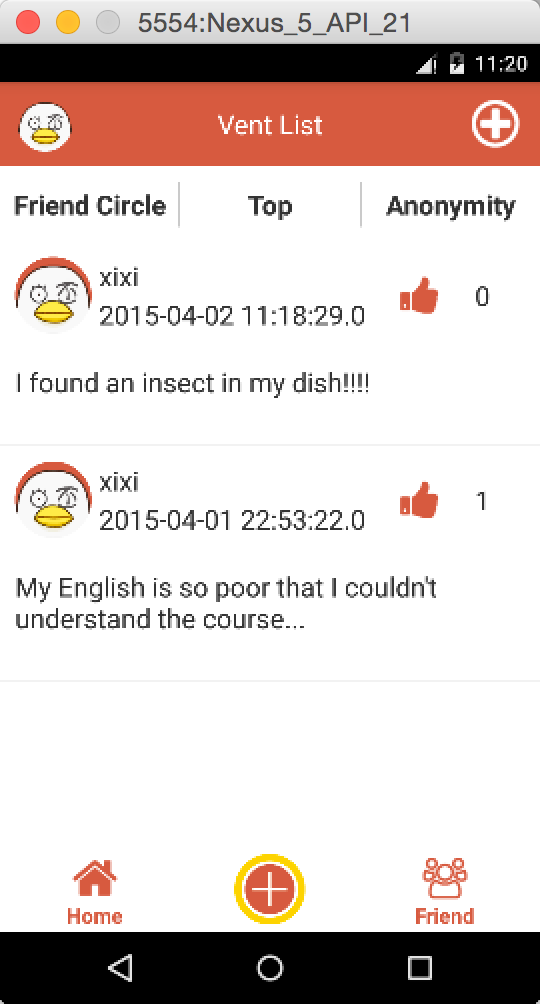 5554:Nexus_5_API_21
11:20
Vent List
Friend Circle
Top
Anonymity
xixi
2015-04-02 11:18:29.0
0
I found an insect in my dish!!!!
xixi
2015-04-01 22:53:22.0
1
My English is so poor that I couldn't
understand the course...
Home
Friend